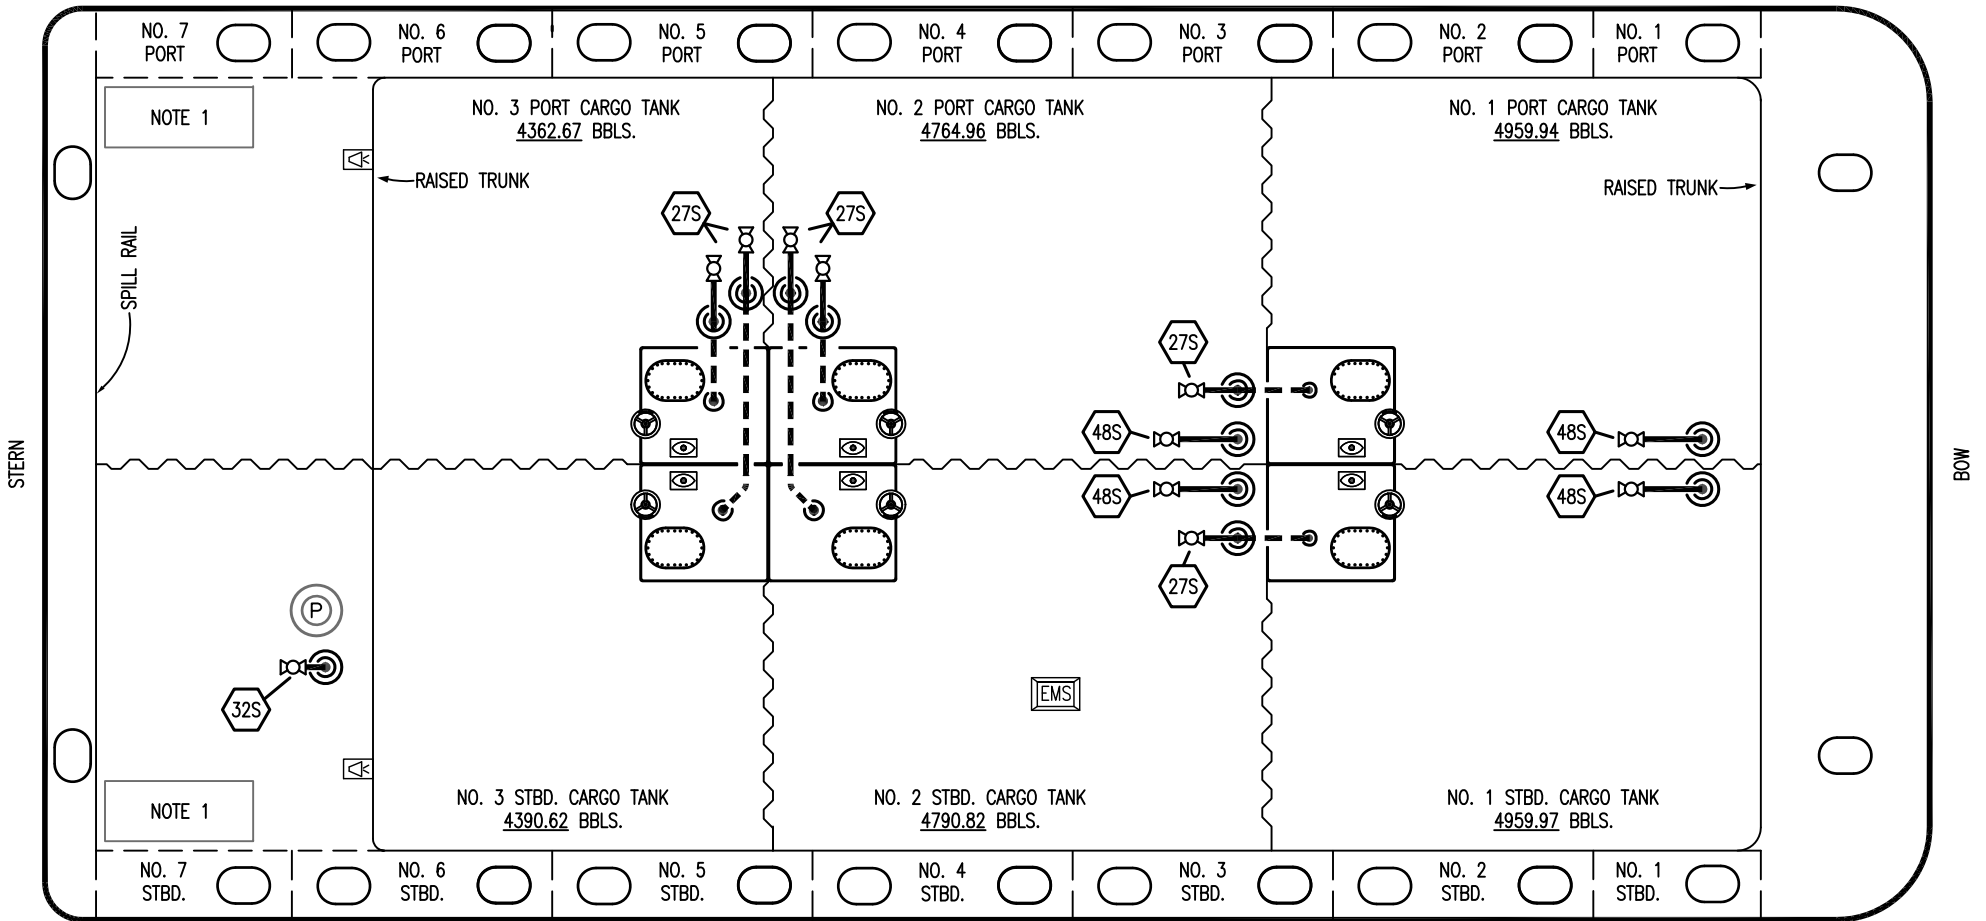 NO. 7
PORT
NO. 6
PORT
NO. 5
PORT
NO. 4
PORT
NO. 3
PORT
NO. 2
PORT
NO. 1
PORT
NOTE 1
NO. 3 PORT CARGO TANK
4362.67 BBLS.
NO. 2 PORT CARGO TANK
4764.96 BBLS.
NO. 1 PORT CARGO TANK
4959.94 BBLS.
RAISED TRUNK
RAISED TRUNK
27S
27S
SPILL RAIL
27S
48S
48S
STERN
BOW
48S
48S
27S
P
32S
EMS
NOTE 1
NO. 3 STBD. CARGO TANK
4390.62 BBLS.
NO. 2 STBD. CARGO TANK
4790.82 BBLS.
NO. 1 STBD. CARGO TANK
4959.97 BBLS.
NO. 7
STBD.
NO. 6
STBD.
NO. 5
STBD.
NO. 4
STBD.
NO. 3
STBD.
NO. 2
STBD.
NO. 1
STBD.